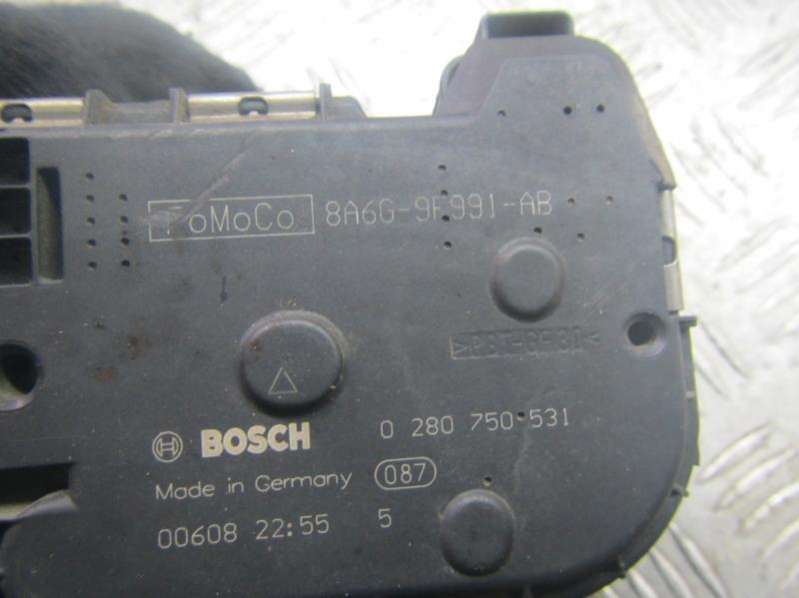 FoMoCo 8A6G-9F991-AB
BOSCH 0 280 750 531
Made in Germany 087
00608 22:55 5